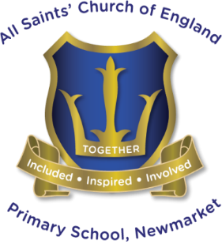 All Saints' Church of England
TOGETHER
Included • Inspired • Involved
Primary School, Newmarket